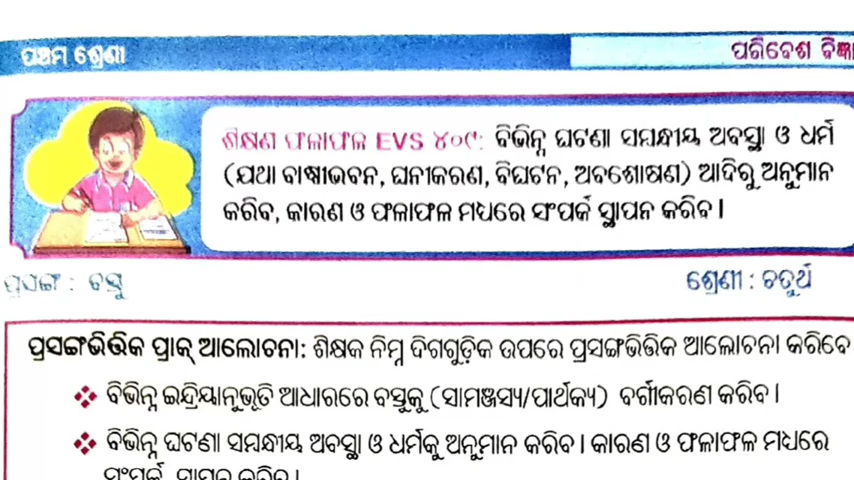 ପଞ୍ଚମ ଶ୍ରେଣୀ
ପରିବେଶ
ଶିକ୍ଷଣ ଫଳାଫଳ EVS ୪୦୯: ବିଭିନ୍ନ ଘଟଣା ସମ୍ବନ୍ଧୀୟ ଅବସ୍ଥା ଓ ଧର୍ମ
(ଯଥା ବାଷ୍ପୀଭବନ, ଘନୀକରଣ, ବିଘଟନ, ଅବଶୋଷଣ) ଆଦିରୁ ଅନୁମାନ
କରିବ, କାରଣ ଓ ଫଳାଫଳ ମଧ୍ୟରେ ସଂପର୍କ ସ୍ଥାପନ କରିବ।
ପ୍ରସଙ୍ଗ : ବସ୍ତୁ
ଶ୍ରେଣୀ : ଚତୁର୍ଥ
ପ୍ରସଙ୍ଗଭିତ୍ତିକ ପ୍ରାକ୍ ଆଲୋଚନା: ଶିକ୍ଷକ ନିମ୍ନ ଦିଗଗୁଡ଼ିକ ଉପରେ ପ୍ରସଙ୍ଗଭିତ୍ତିକ ଆଲୋଚନା କରିବେ
❖ ବିଭିନ୍ନ ଇନ୍ଦ୍ରିୟାନୁଭୂତି ଆଧାରରେ ବସ୍ତୁକୁ (ସାମଞ୍ଜସ୍ୟ/ପାର୍ଥକ୍ୟ) ବର୍ଗୀକରଣ କରିବ।
❖ ବିଭିନ୍ନ ଘଟଣା ସମ୍ବନ୍ଧୀୟ ଅବସ୍ଥା ଓ ଧର୍ମକୁ ଅନୁମାନ କରିବ। କାରଣ ଓ ଫଳାଫଳ ମଧ୍ୟରେ